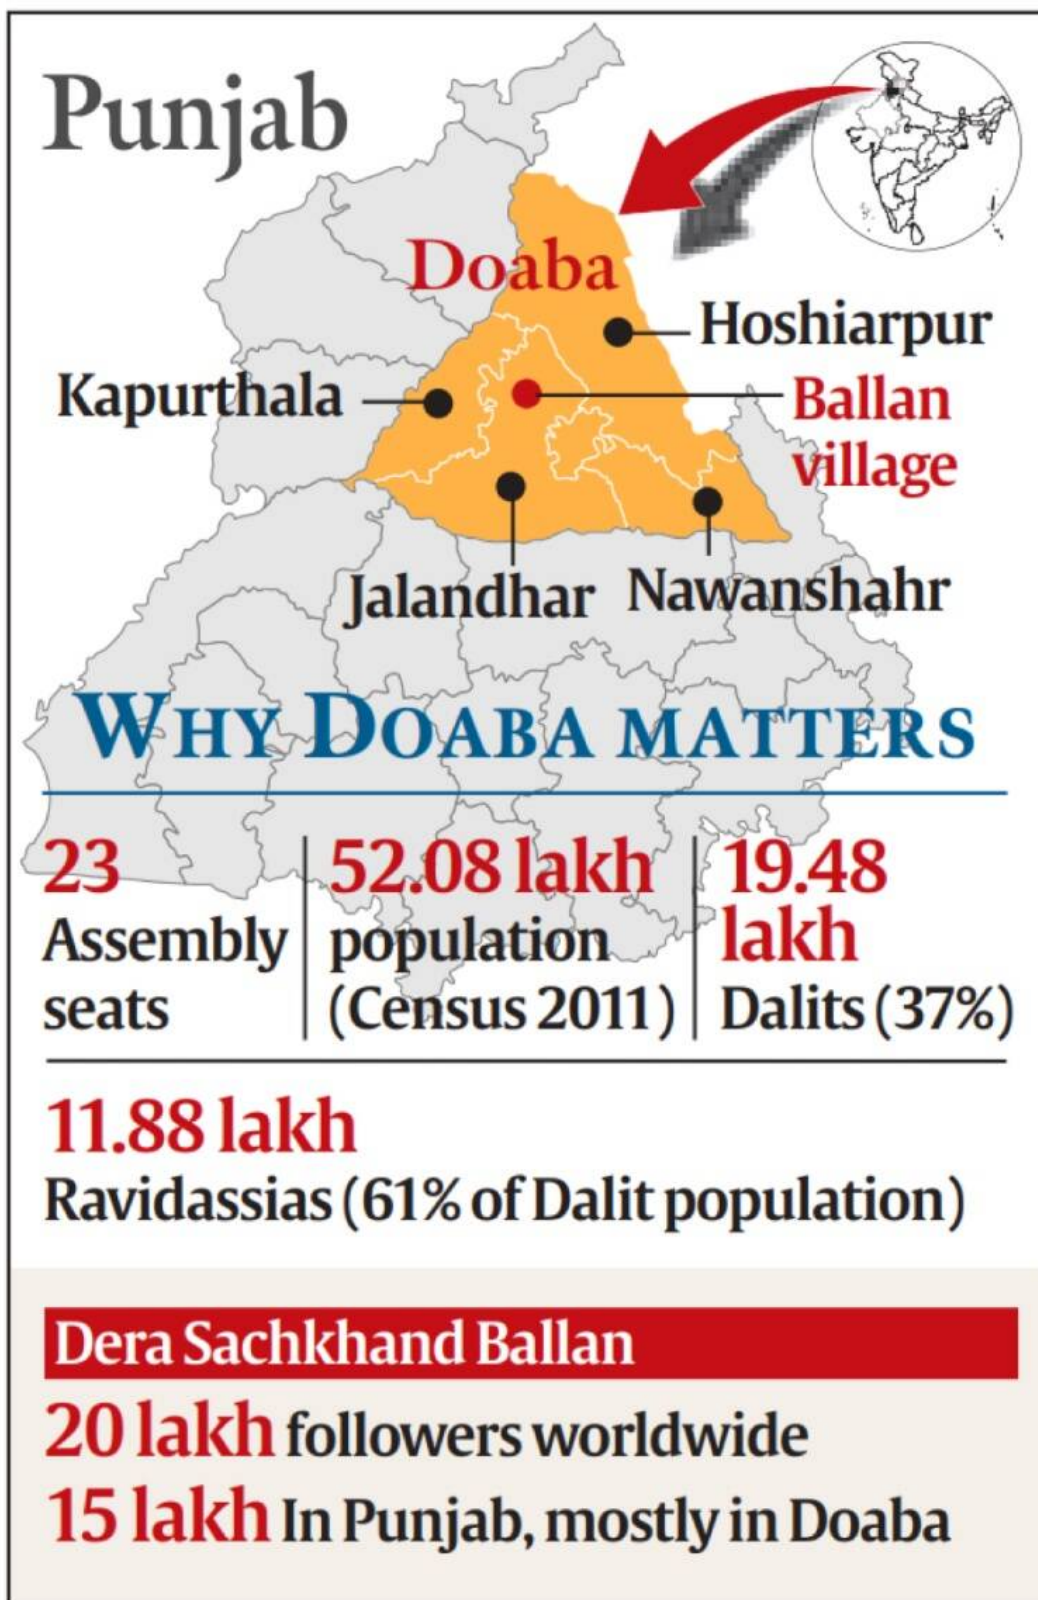 Punjab
Doaba
Hoshiarpur
Kapurthala
Ballan
village
Jalandhar
Nawanshahr
WHY DOABA MATTERS
23
Assembly
seats
52.08 lakh
population
(Census 2011)
19.48
lakh
Dalits (37%)
11.88 lakh
Ravidassias (61% of Dalit population)
Dera Sachkhand Ballan
20 lakh followers worldwide
15 lakh In Punjab, mostly in Doaba